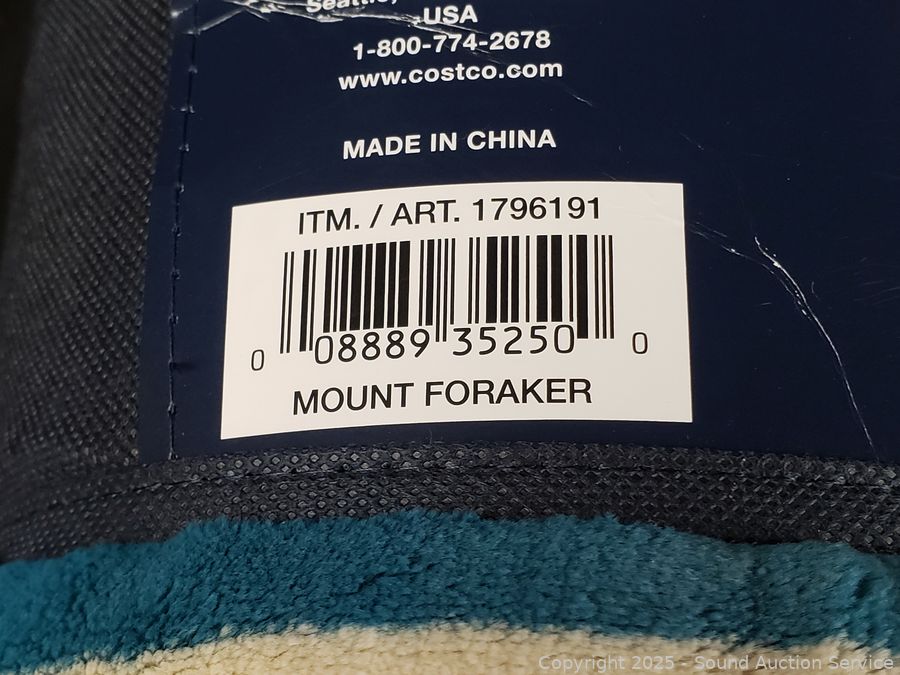 Seattle,
USA
1-800-774-2678
www.costco.com
MADE IN CHINA
ITM. / ART. 1796191
0 08889 35250 0
MOUNT FORAKER
Copyright 2025 - Sound Auction Service